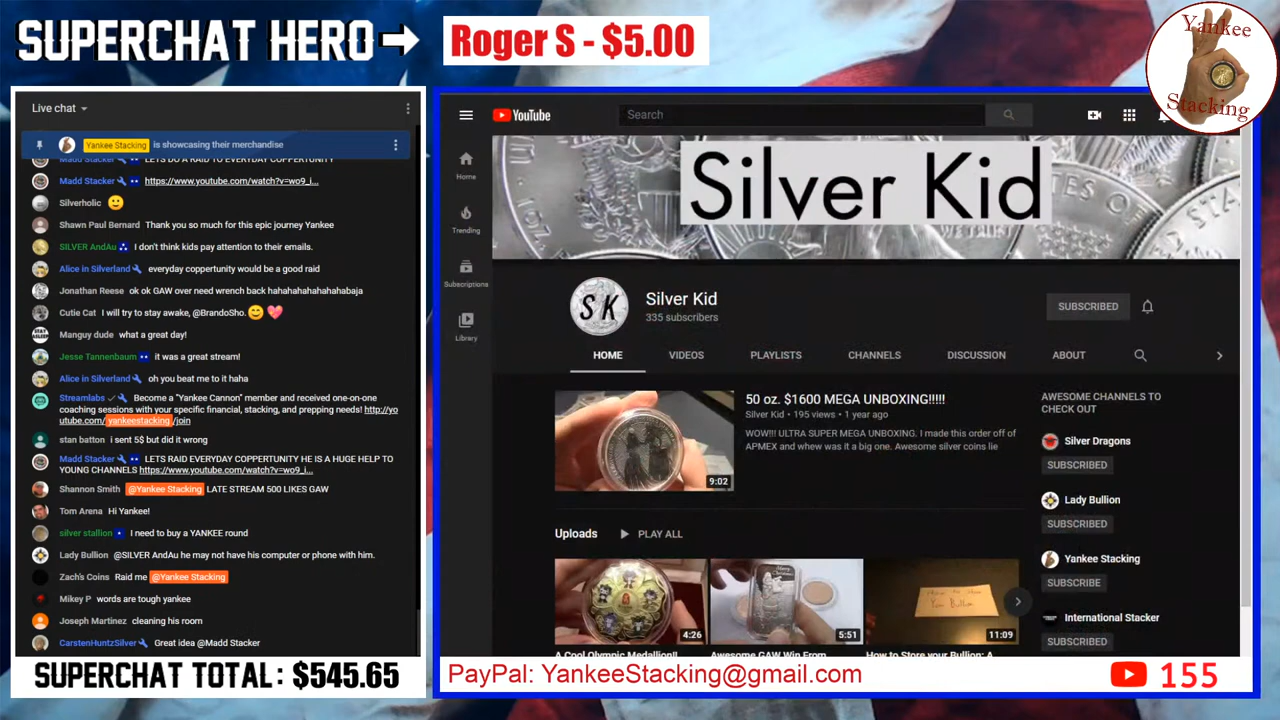 SUPERCHAT HERO
Roger S - $5.00
Yankee
Stacking
Live chat
Yankee Stacking is showcasing their merchandise
Madd Stacker LETS DO A RAID TO EVERYDAY COPPERTUNITY
Madd Stacker https://www.youtube.com/watch?v=wo9_i...
Silverholic
Shawn Paul Bernard Thank you so much for this epic journey Yankee
SILVER AndAu I don't think kids pay attention to their emails.
Alice in Silverland everyday coppertunity would be a good raid
Jonathan Reese ok ok GAW over need wrench back hahahahahahahabaja
Cutie Cat I will try to stay awake, @BrandoSho. 😊 💖
STAY
ASLEEP
Manguy dude what a great day!
Jesse Tannenbaum it was a great stream!
Alice in Silverland oh you beat me to it haha
Streamlabs ✓ Become a "Yankee Cannon" member and received one-on-one
coaching sessions with your specific financial, stacking, and prepping needs! http://yo
utube.com/yankeestacking/join
stan batton i sent 5$ but did it wrong
Madd Stacker LETS RAID EVERYDAY COPPERTUNITY HE IS A HUGE HELP TO
YOUNG CHANNELS https://www.youtube.com/watch?v=wo9_i...
Shannon Smith @Yankee Stacking LATE STREAM 500 LIKES GAW
Tom Arena Hi Yankee!
silver stallion I need to buy a YANKEE round
Lady Bullion @SILVER AndAu he may not have his computer or phone with him.
Zach's Coins Raid me @Yankee Stacking
Mikey P words are tough yankee
Joseph Martinez cleaning his room
CarstenHuntzSilver Great idea @Madd Stacker
SUPERCHAT TOTAL: $545.65
YouTube
Search
Home
Trending
Subscriptions
Library
Silver Kid
SK
Silver Kid
335 subscribers
SUBSCRIBED
HOME VIDEOS PLAYLISTS CHANNELS DISCUSSION ABOUT
9:02
50 oz. $1600 MEGA UNBOXING!!!!!
Silver Kid • 195 views • 1 year ago
WOW!!! ULTRA SUPER MEGA UNBOXING. I made this order off of
APMEX and whew was it a big one. Awesome silver coins lie
Uploads PLAY ALL
4:26
5:51
11:09
A Cool Olympic Medallion!!
Awesome GAW Win From
How to Store your Bullion: A
AWESOME CHANNELS TO
CHECK OUT
Silver Dragons
SUBSCRIBED
Lady Bullion
SUBSCRIBED
Yankee Stacking
SUBSCRIBE
International Stacker
SUBSCRIBED
PayPal: YankeeStacking@gmail.com
155